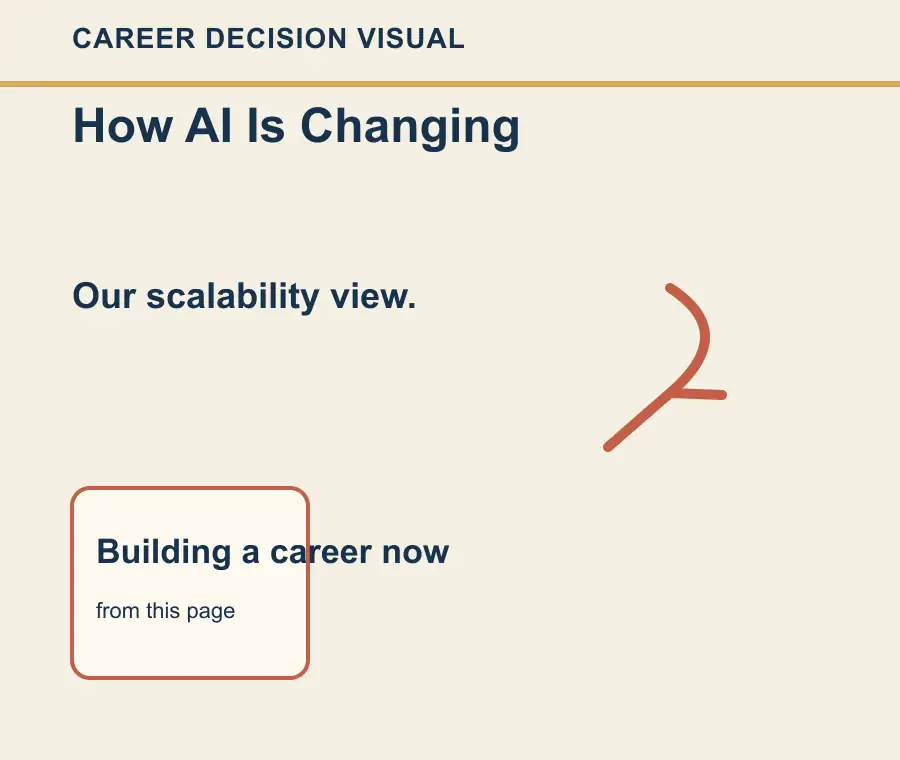 CAREER DECISION VISUAL
How AI Is Changing
Our scalability view.
Building a career now
from this page